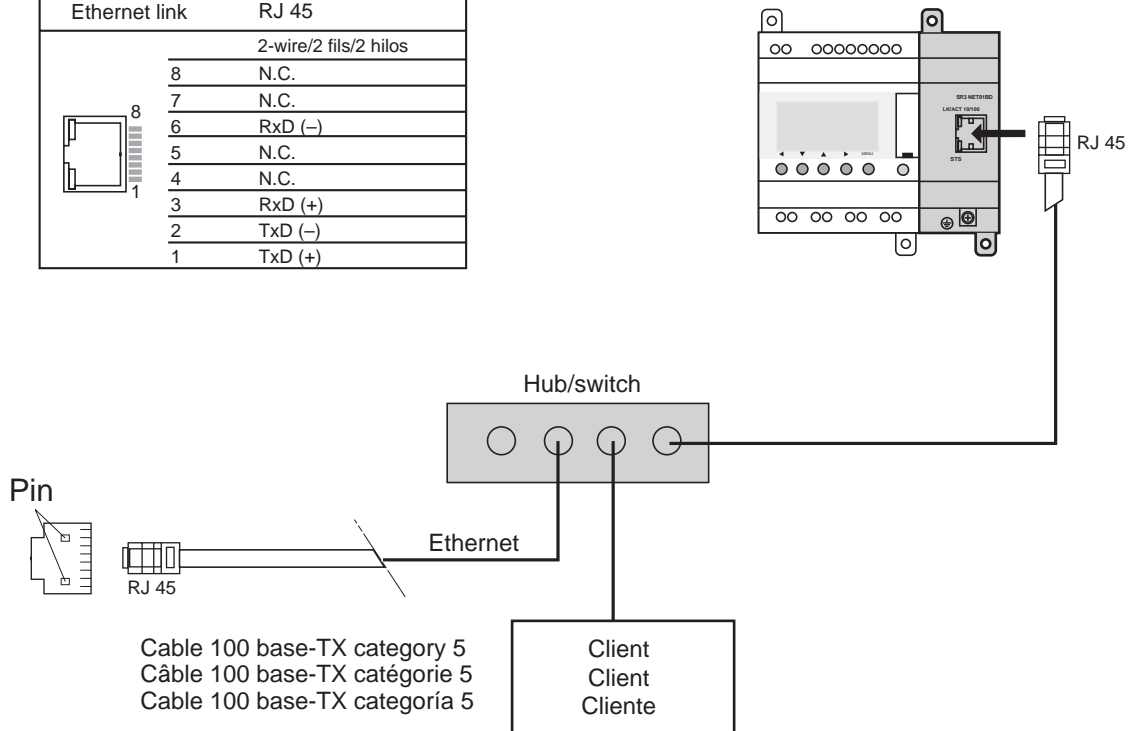 Ethernet link RJ 45
2-wire/2 fils/2 hilos
8 N.C.
7 N.C.
6 RxD (–)
5 N.C.
4 N.C.
3 RxD (+)
2 TxD (–)
1 TxD (+)
8
1
SR3 NET01BD
LK/ACT 10/100
STS
MENU
RJ 45
Hub/switch
Pin
RJ 45
Ethernet
Cable 100 base-TX category 5
Câble 100 base-TX catégorie 5
Cable 100 base-TX categoría 5
Client
Client
Cliente